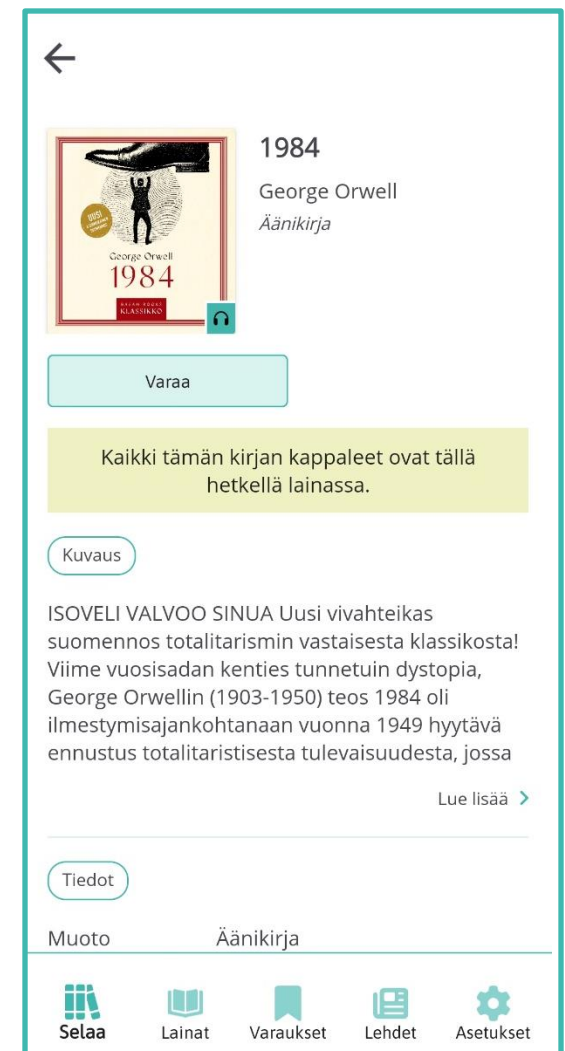 1984
George Orwell
Äänikirja
UUSI
George Orwell
1984
KLASSIKKO
Varaa
Kaikki tämän kirjan kappaleet ovat tällä
hetkellä lainassa.
Kuvaus
ISOVELI VALVOO SINUA Uusi vivahteikas
suomennos totalitarismin vastaisesta klassikosta!
Viime vuosisadan kenties tunnetuin dystopia,
George Orwellin (1903-1950) teos 1984 oli
ilmestymisajankohtanaan vuonna 1949 hyytävä
ennustus totalitaristisesta tulevaisuudesta, jossa
Lue lisää
Tiedot
Muoto Äänikirja
Selaa Lainat Varaukset Lehdet Asetukset